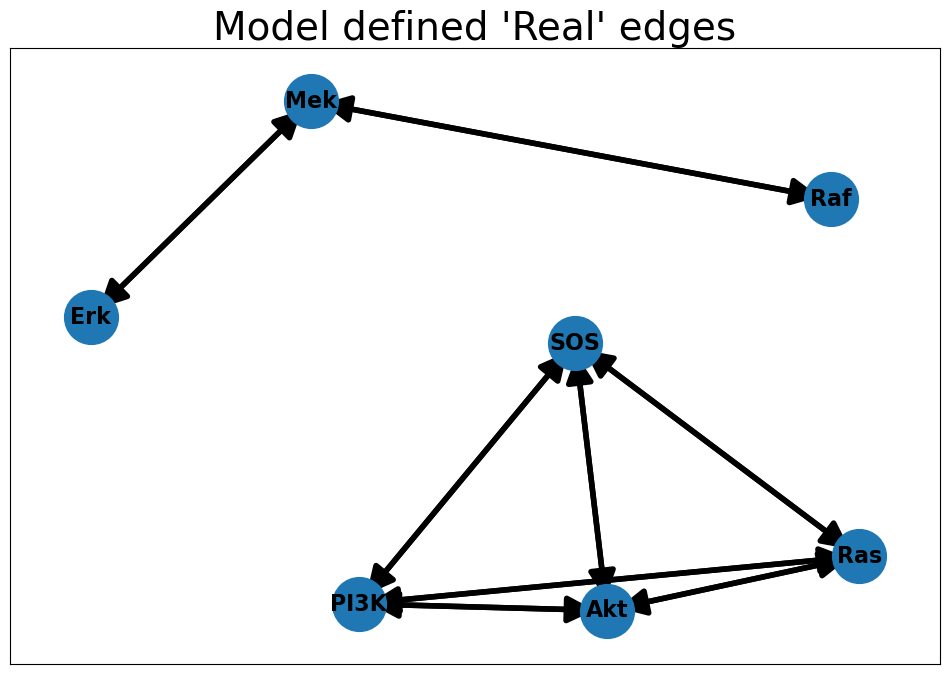 Model defined 'Real' edges
Mek
Raf
Erk
SOS
Ras
PI3K
Akt